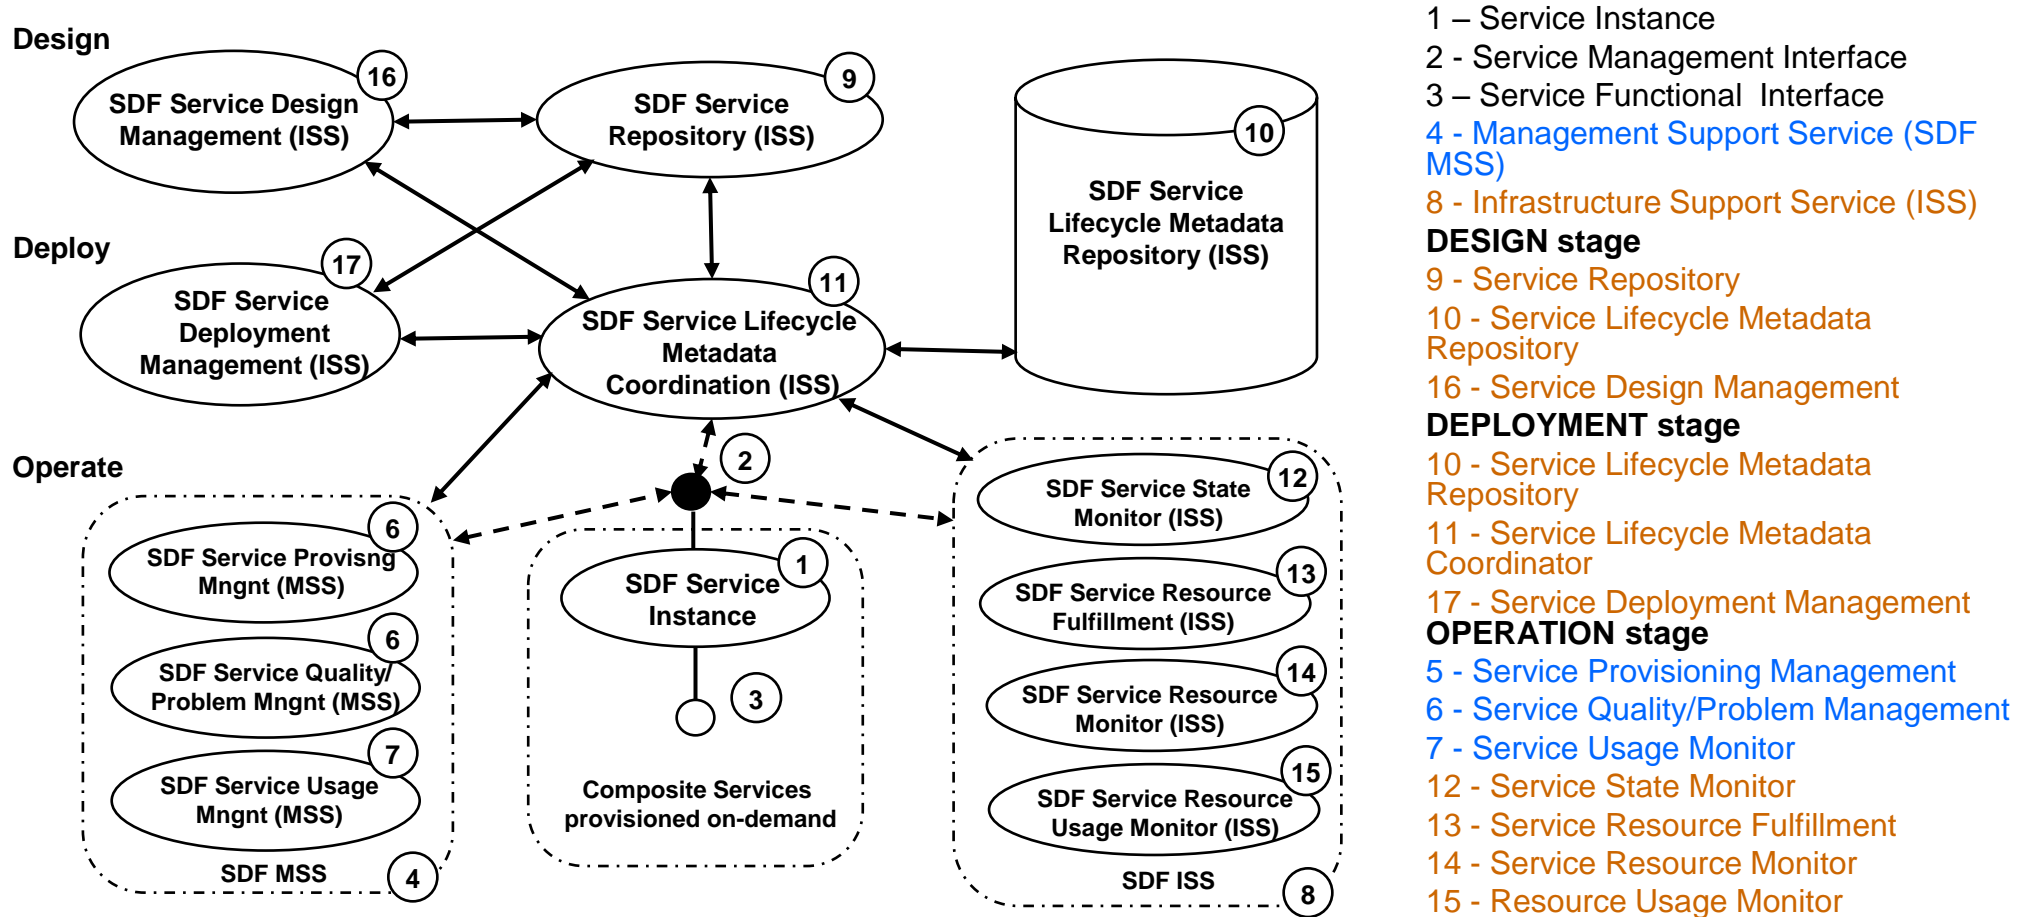 Design
16
SDF Service Design
Management (ISS)
9
SDF Service
Repository (ISS)
10
SDF Service
Lifecycle Metadata
Repository (ISS)
Deploy
17
SDF Service
Deployment
Management (ISS)
11
SDF Service Lifecycle
Metadata
Coordination (ISS)
Operate
2
6
SDF Service Provisng
Mngnt (MSS)
6
SDF Service Quality/
Problem Mngnt (MSS)
7
SDF Service Usage
Mngnt (MSS)
SDF MSS
4
1
SDF Service
Instance
3
Composite Services
provisioned on-demand
12
SDF Service State
Monitor (ISS)
13
SDF Service Resource
Fulfillment (ISS)
14
SDF Service Resource
Monitor (ISS)
15
SDF Service Resource
Usage Monitor (ISS)
SDF ISS
8
1 – Service Instance
2 - Service Management Interface
3 – Service Functional Interface
4 - Management Support Service (SDF
MSS)
8 - Infrastructure Support Service (ISS)
DESIGN stage
9 - Service Repository
10 - Service Lifecycle Metadata
Repository
16 - Service Design Management
DEPLOYMENT stage
10 - Service Lifecycle Metadata
Repository
11 - Service Lifecycle Metadata
Coordinator
17 - Service Deployment Management
OPERATION stage
5 - Service Provisioning Management
6 - Service Quality/Problem Management
7 - Service Usage Monitor
12 - Service State Monitor
13 - Service Resource Fulfillment
14 - Service Resource Monitor
15 - Resource Usage Monitor